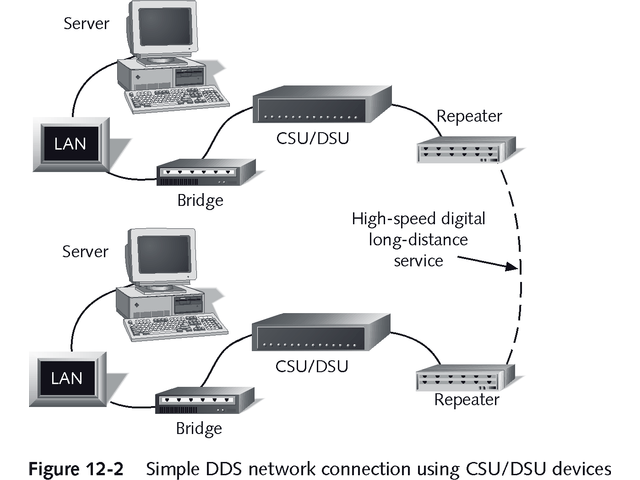 Server
LAN
CSU/DSU
Repeater
Bridge
High-speed digital
long-distance
service
Server
LAN
CSU/DSU
Repeater
Bridge
Figure 12-2 Simple DDS network connection using CSU/DSU devices